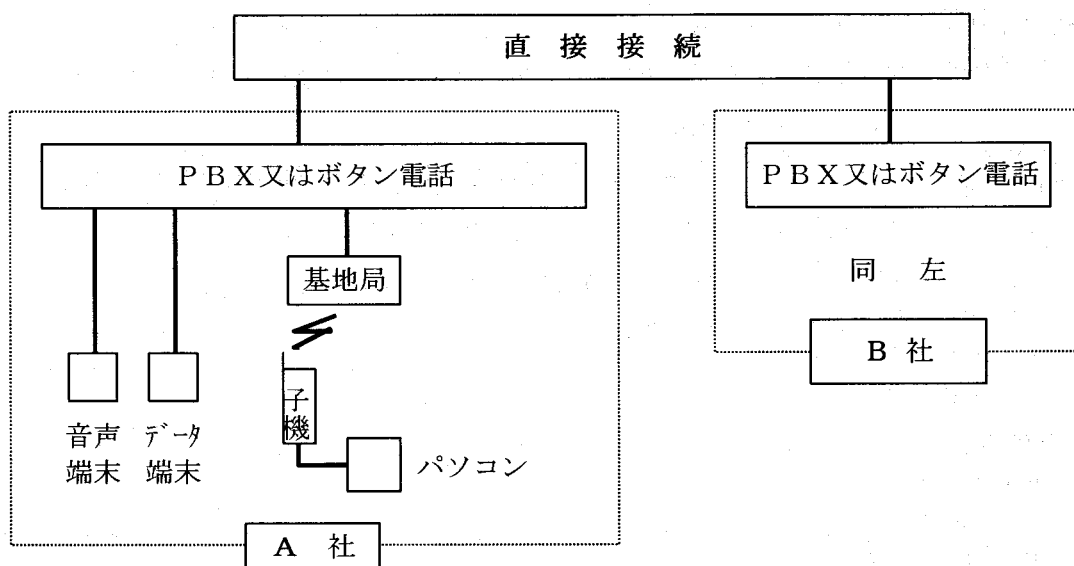 直接接続
PBX又はボタン電話
PBX又はボタン電話
基地局
同左
B社
子機
音声端末
データ端末
パソコン
A社